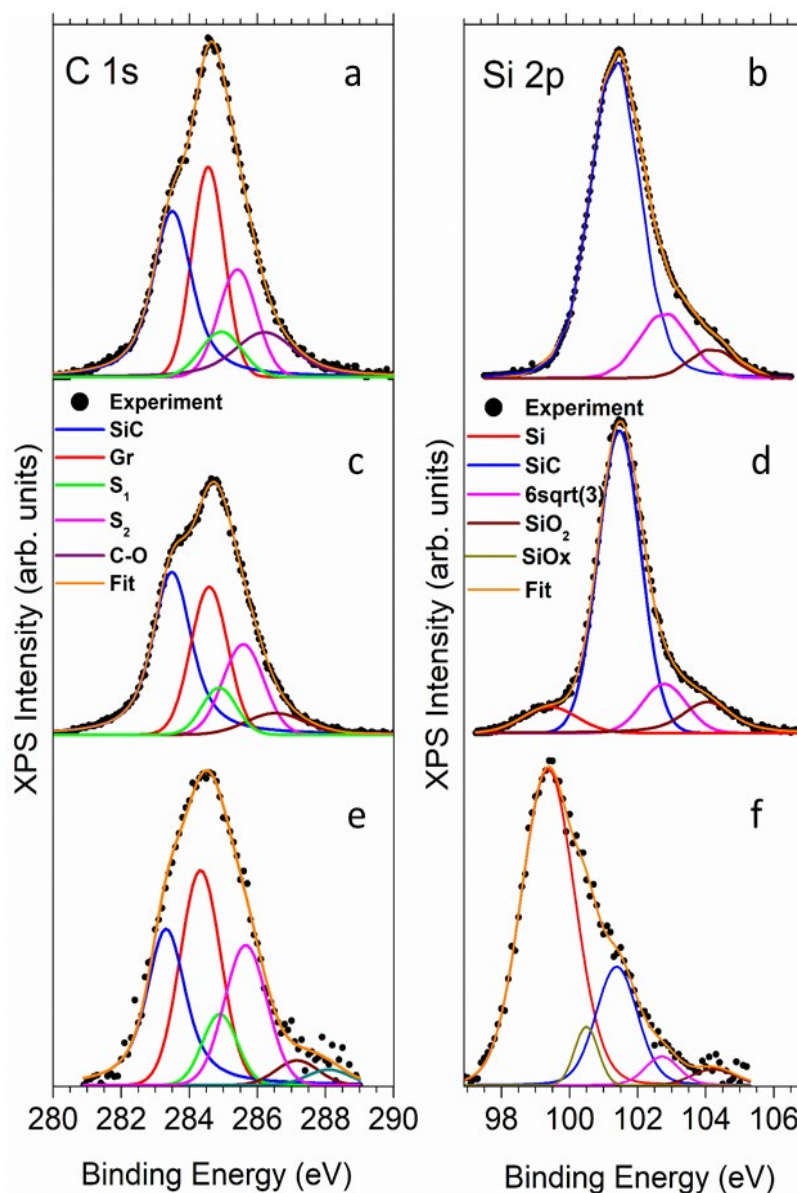 C 1s
a
Si 2p
b
Experiment
SiC
Gr
S₁
S₂
C-O
Fit
c
Experiment
Si
SiC
6sqrt(3)
SiO₂
SiOx
Fit
d
e
f
XPS Intensity (arb. units)
XPS Intensity (arb. units)
280 282 284 286 288 290
98 100 102 104 106
Binding Energy (eV)
Binding Energy (eV)